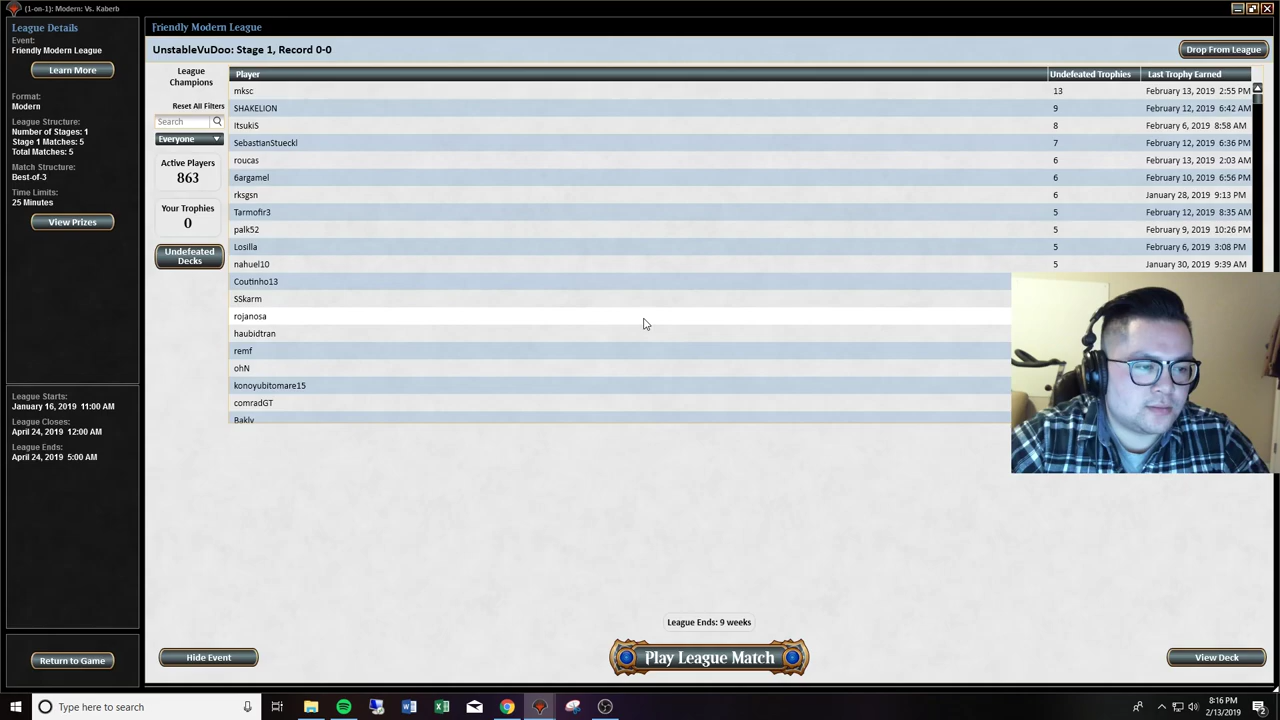 (1-on-1): Modern: Vs. Kaberb
League Details
Event:
Friendly Modern League
Learn More
Format:
Modern
League Structure:
Number of Stages: 1
Stage 1 Matches: 5
Total Matches: 5
Match Structure:
Best-of-3
Time Limits:
25 Minutes
View Prizes
League Starts:
January 16, 2019 11:00 AM
League Closes:
April 24, 2019 12:00 AM
League Ends:
April 24, 2019 5:00 AM
Return to Game
Friendly Modern League
UnstableVuDoo: Stage 1, Record 0-0
Drop From League
League
Champions
Reset All Filters
Search
Everyone
Active Players
863
Your Trophies
0
Undefeated
Decks
Player Undefeated Trophies Last Trophy Earned
mksc 13 February 13, 2019 2:55 PM
SHAKELION 9 February 12, 2019 6:42 AM
ItsukiS 8 February 6, 2019 8:58 AM
SebastianStueckl 7 February 12, 2019 6:36 PM
roucas 6 February 13, 2019 2:03 AM
6argamel 6 February 10, 2019 6:56 PM
rksgsn 6 January 28, 2019 9:13 PM
Tarmofir3 5 February 12, 2019 8:35 AM
palk52 5 February 9, 2019 10:26 PM
Losilla 5 February 6, 2019 3:08 PM
nahuel10 5 January 30, 2019 9:39 AM
Coutinho13
SSkarm
rojanosa
haubidtran
remf
ohN
konoyubitomare15
comradGT
Bakly
League Ends: 9 weeks
Hide Event
Play League Match
View Deck
Type here to search
8:16 PM
2/13/2019
2